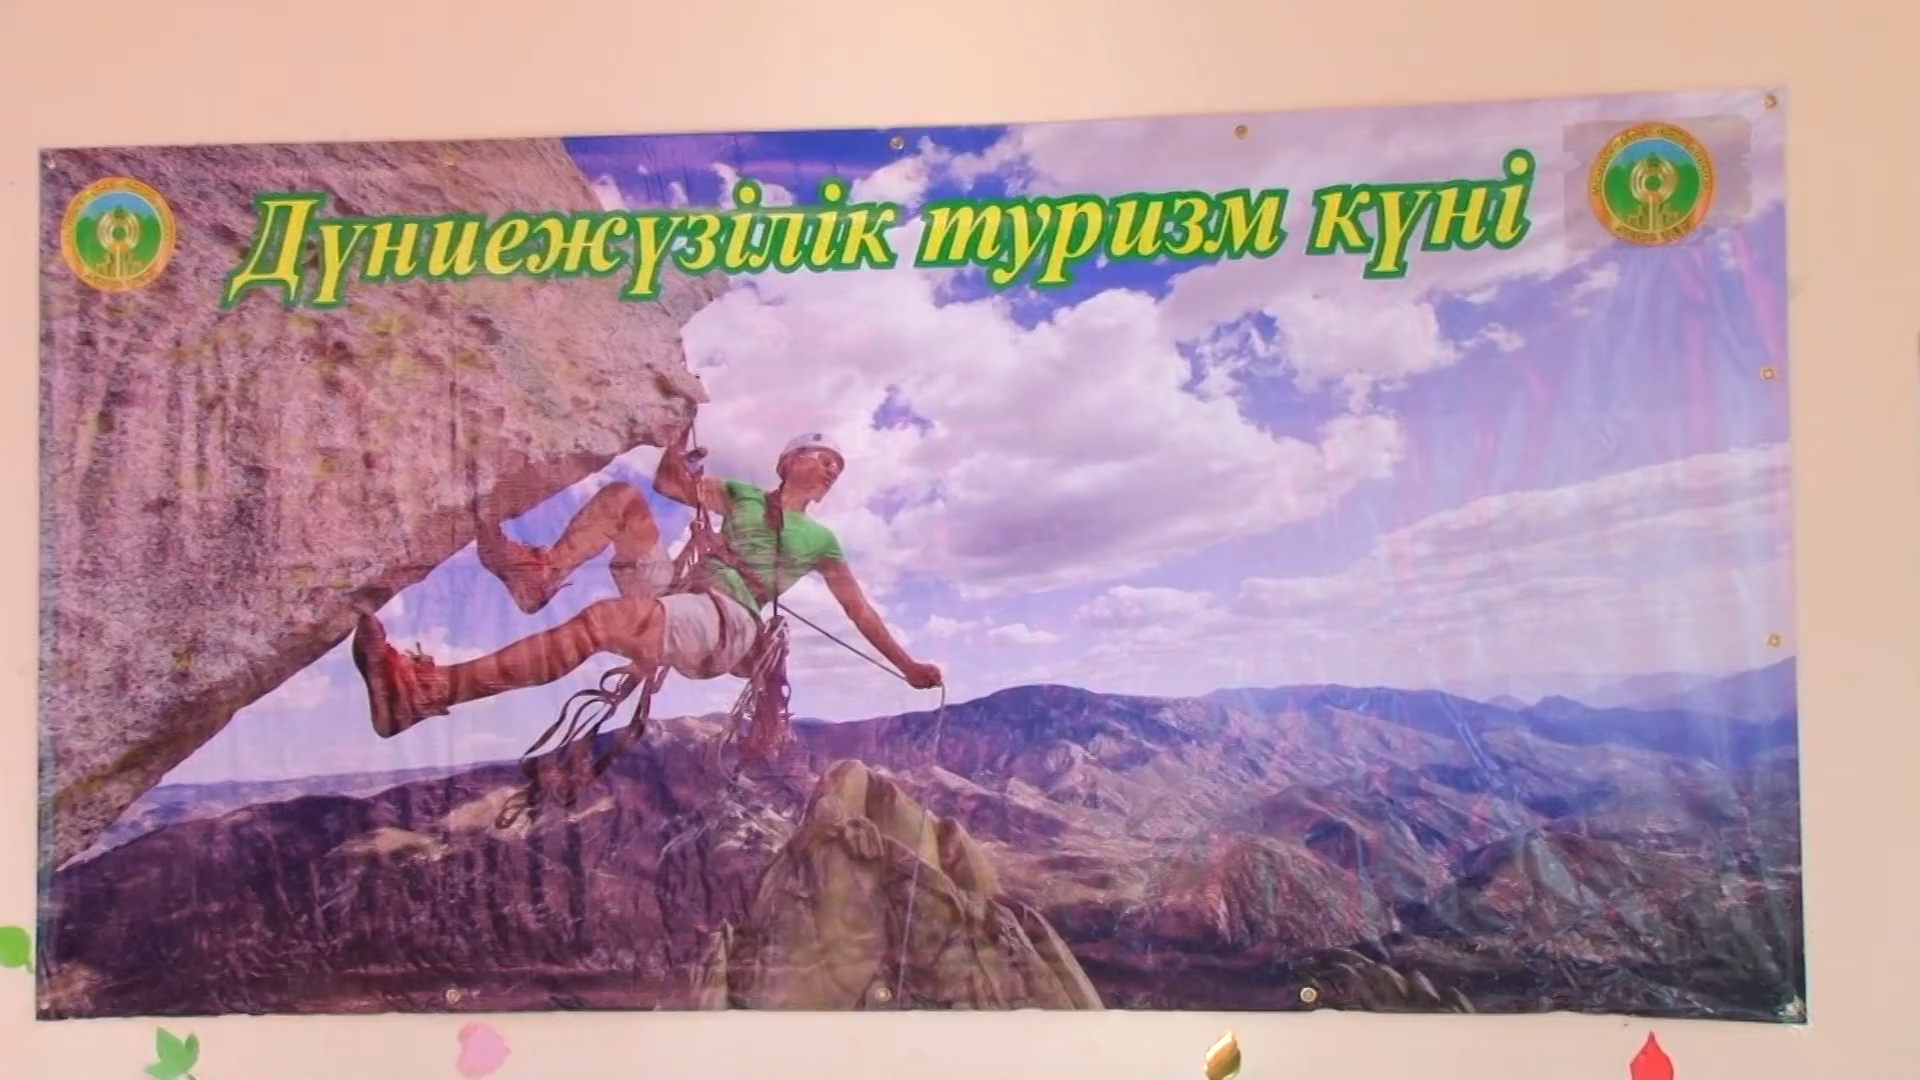 Дүниежүзілік туризм күні